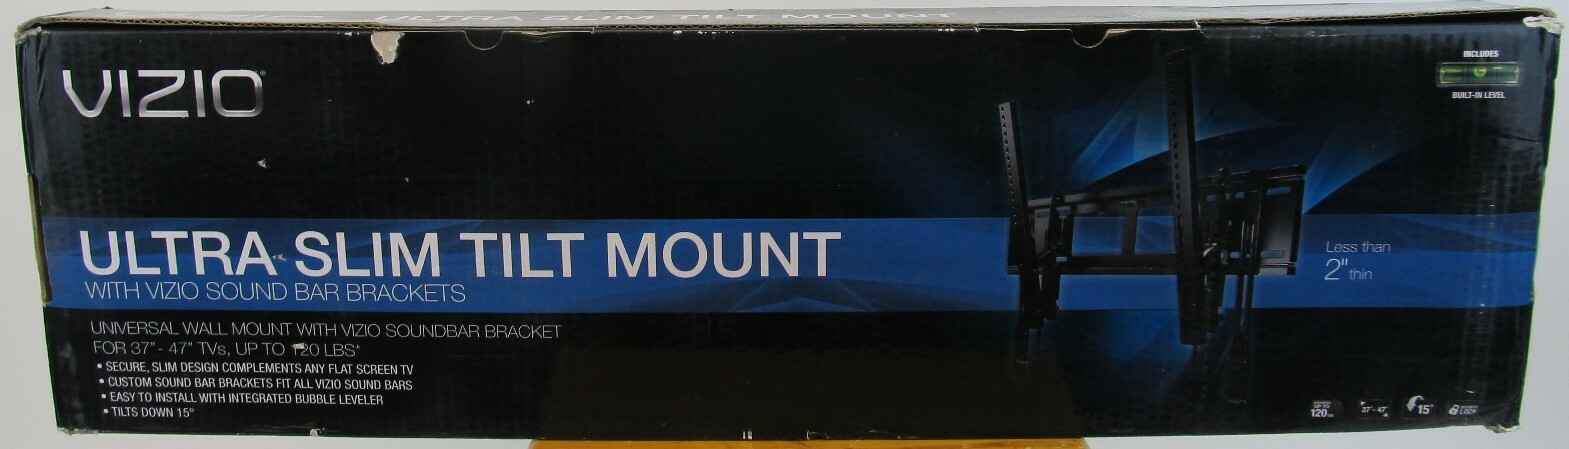 ULTRA SLIM TILT MOUNT
VIZIO
INCLUDES
BUILT-IN LEVEL
ULTRA SLIM TILT MOUNT
WITH VIZIO SOUND BAR BRACKETS
Less than
2" thin
UNIVERSAL WALL MOUNT WITH VIZIO SOUNDBAR BRACKET
FOR 37" - 47" TVs, UP TO 120 LBS*
• SECURE, SLIM DESIGN COMPLEMENTS ANY FLAT SCREEN TV
• CUSTOM SOUND BAR BRACKETS FIT ALL VIZIO SOUND BARS
• EASY TO INSTALL WITH INTEGRATED BUBBLE LEVELER
• TILTS DOWN 15°
UP TO
120
37"- 47"
15°
LOCK